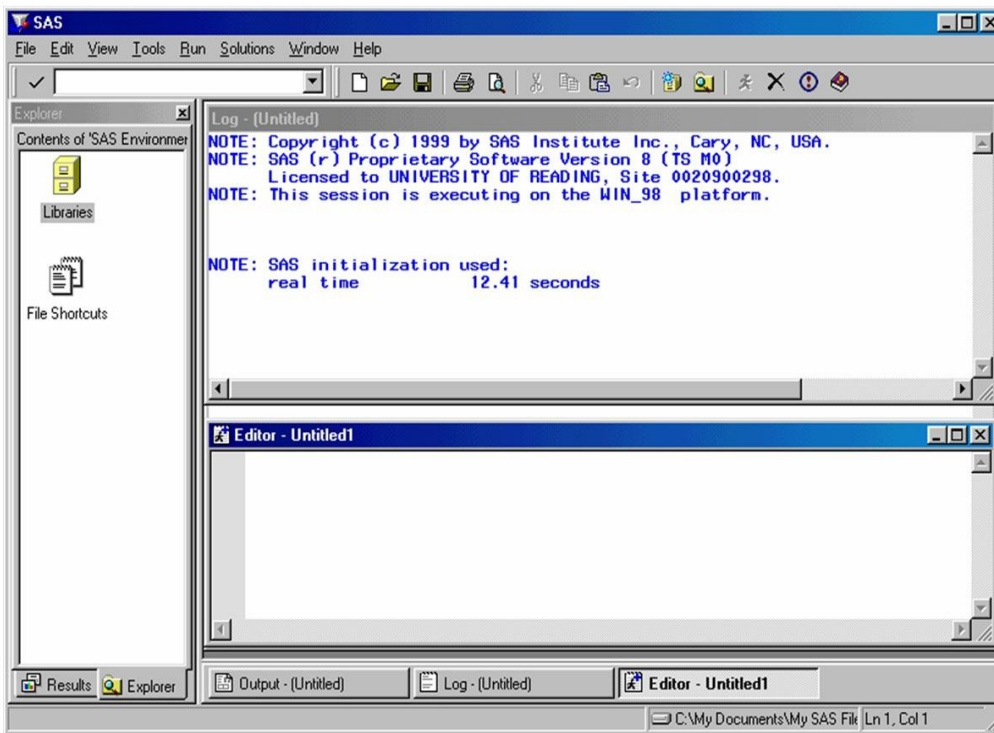 SAS
File Edit View Tools Run Solutions Window Help
Explorer
Contents of 'SAS Environmer
Libraries
File Shortcuts
Results Explorer
Log - (Untitled)
NOTE: Copyright (c) 1999 by SAS Institute Inc., Cary, NC, USA.
NOTE: SAS (r) Proprietary Software Version 8 (TS M0)
Licensed to UNIVERSITY OF READING, Site 0020900298.
NOTE: This session is executing on the WIN_98 platform.
NOTE: SAS initialization used:
real time 12.41 seconds
Editor - Untitled1
Output - (Untitled) Log - (Untitled) Editor - Untitled1
C:\My Documents\My SAS File Ln 1, Col 1